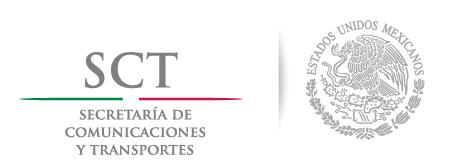 SCT
SECRETARÍA DE
COMUNICACIONES
Y TRANSPORTES
ESTADOS UNIDOS MEXICANOS